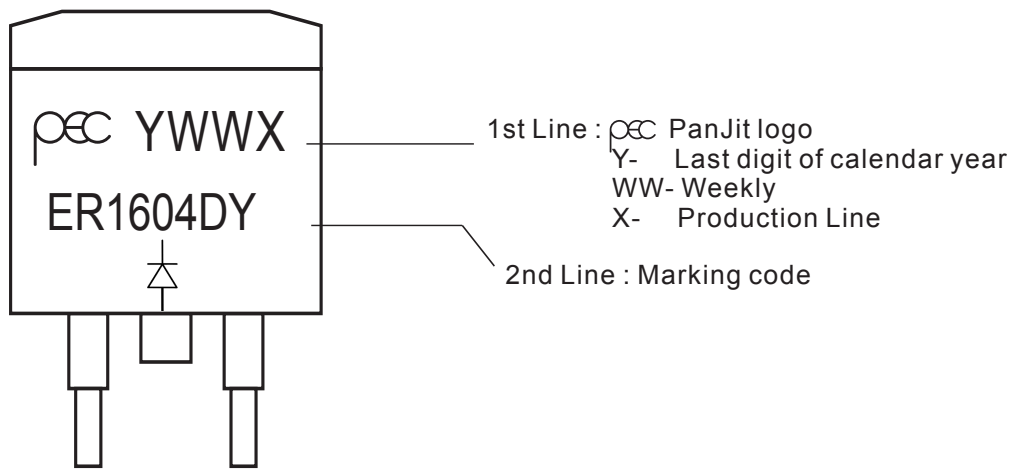 pec YWWX
ER1604DY
1st Line : pec PanJit logo
Y- Last digit of calendar year
WW- Weekly
X- Production Line
2nd Line : Marking code